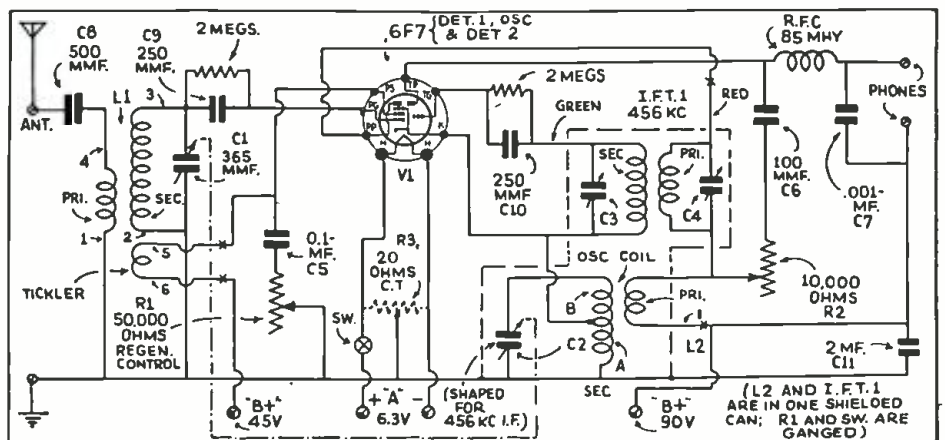 6F7 { DET.1, OSC
& DET 2
C8
500
MMF.
C9
250
MMF.
2 MEGS.
R.F.C
85 MHY
PHONES
ANT.
L1
3
4
C1
365
MMF.
PRI.
SEC.
1
2
5
6
TICKLER
P5
PG
PP
TP
TG
K
H
H
V1
2 MEGS
GREEN
I.F.T.1
456 KC
RED
SEC
PRI.
250
MMF
C10
C3
C4
100
MMF.
C6
.001-
MF.
C7
0.1-
MF.
C5
R3,
20
OHMS
C.T
OSC COIL
B
A
PRI.
L2
SEC
10,000
OHMS
R2
R1
50,000
OHMS
REGEN.
CONTROL
SW.
C2
(SHAPED
FOR
456 KC I.F.)
2 MF.
C11
"B+"
45V
+"A"-
6.3V
"B+"
90V
(L2 AND I.F.T.1
ARE IN ONE SHIELDED
CAN; R1 AND SW. ARE
GANGED)